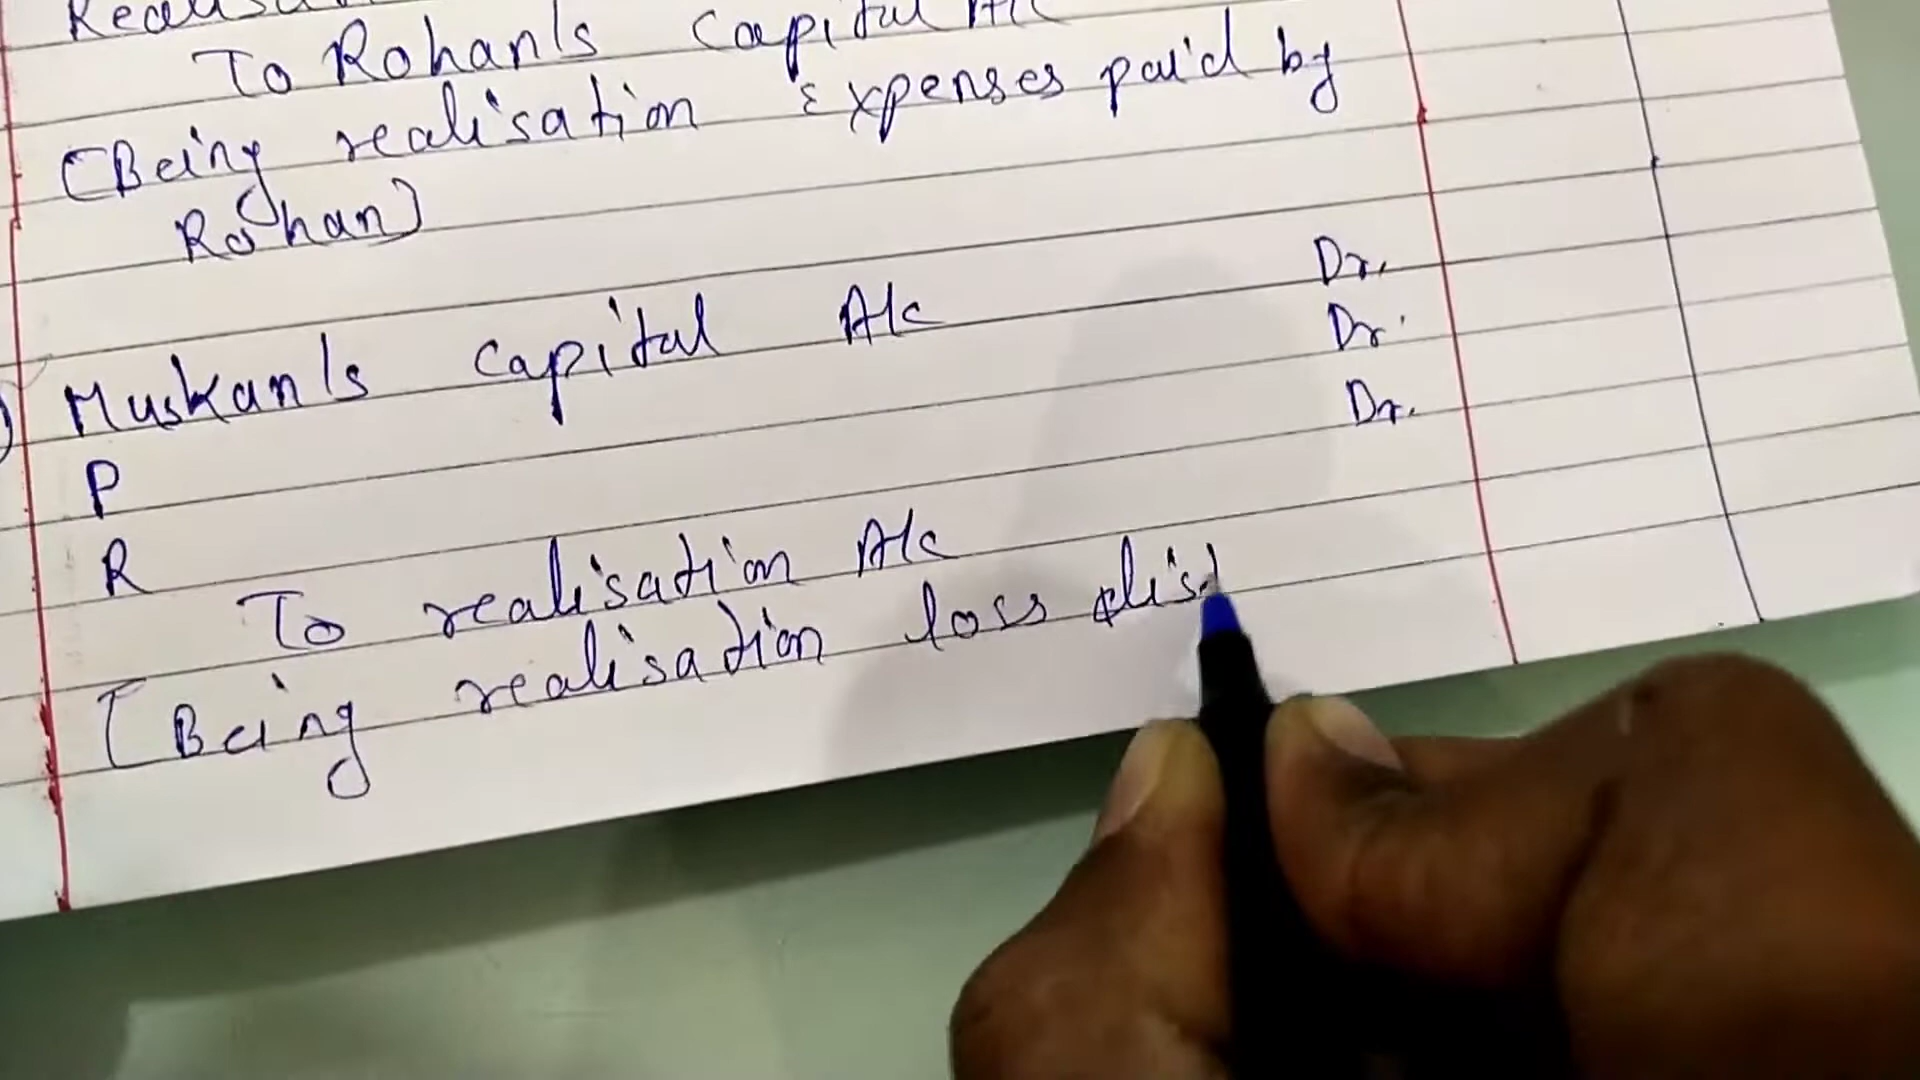 To Rohan's Capital A/c
(Being realisation Expenses paid by
Rohan)
Muskan's Capital A/c Dr.
P Dr.
R Dr.
To realisation A/c
(Being realisation loss dist